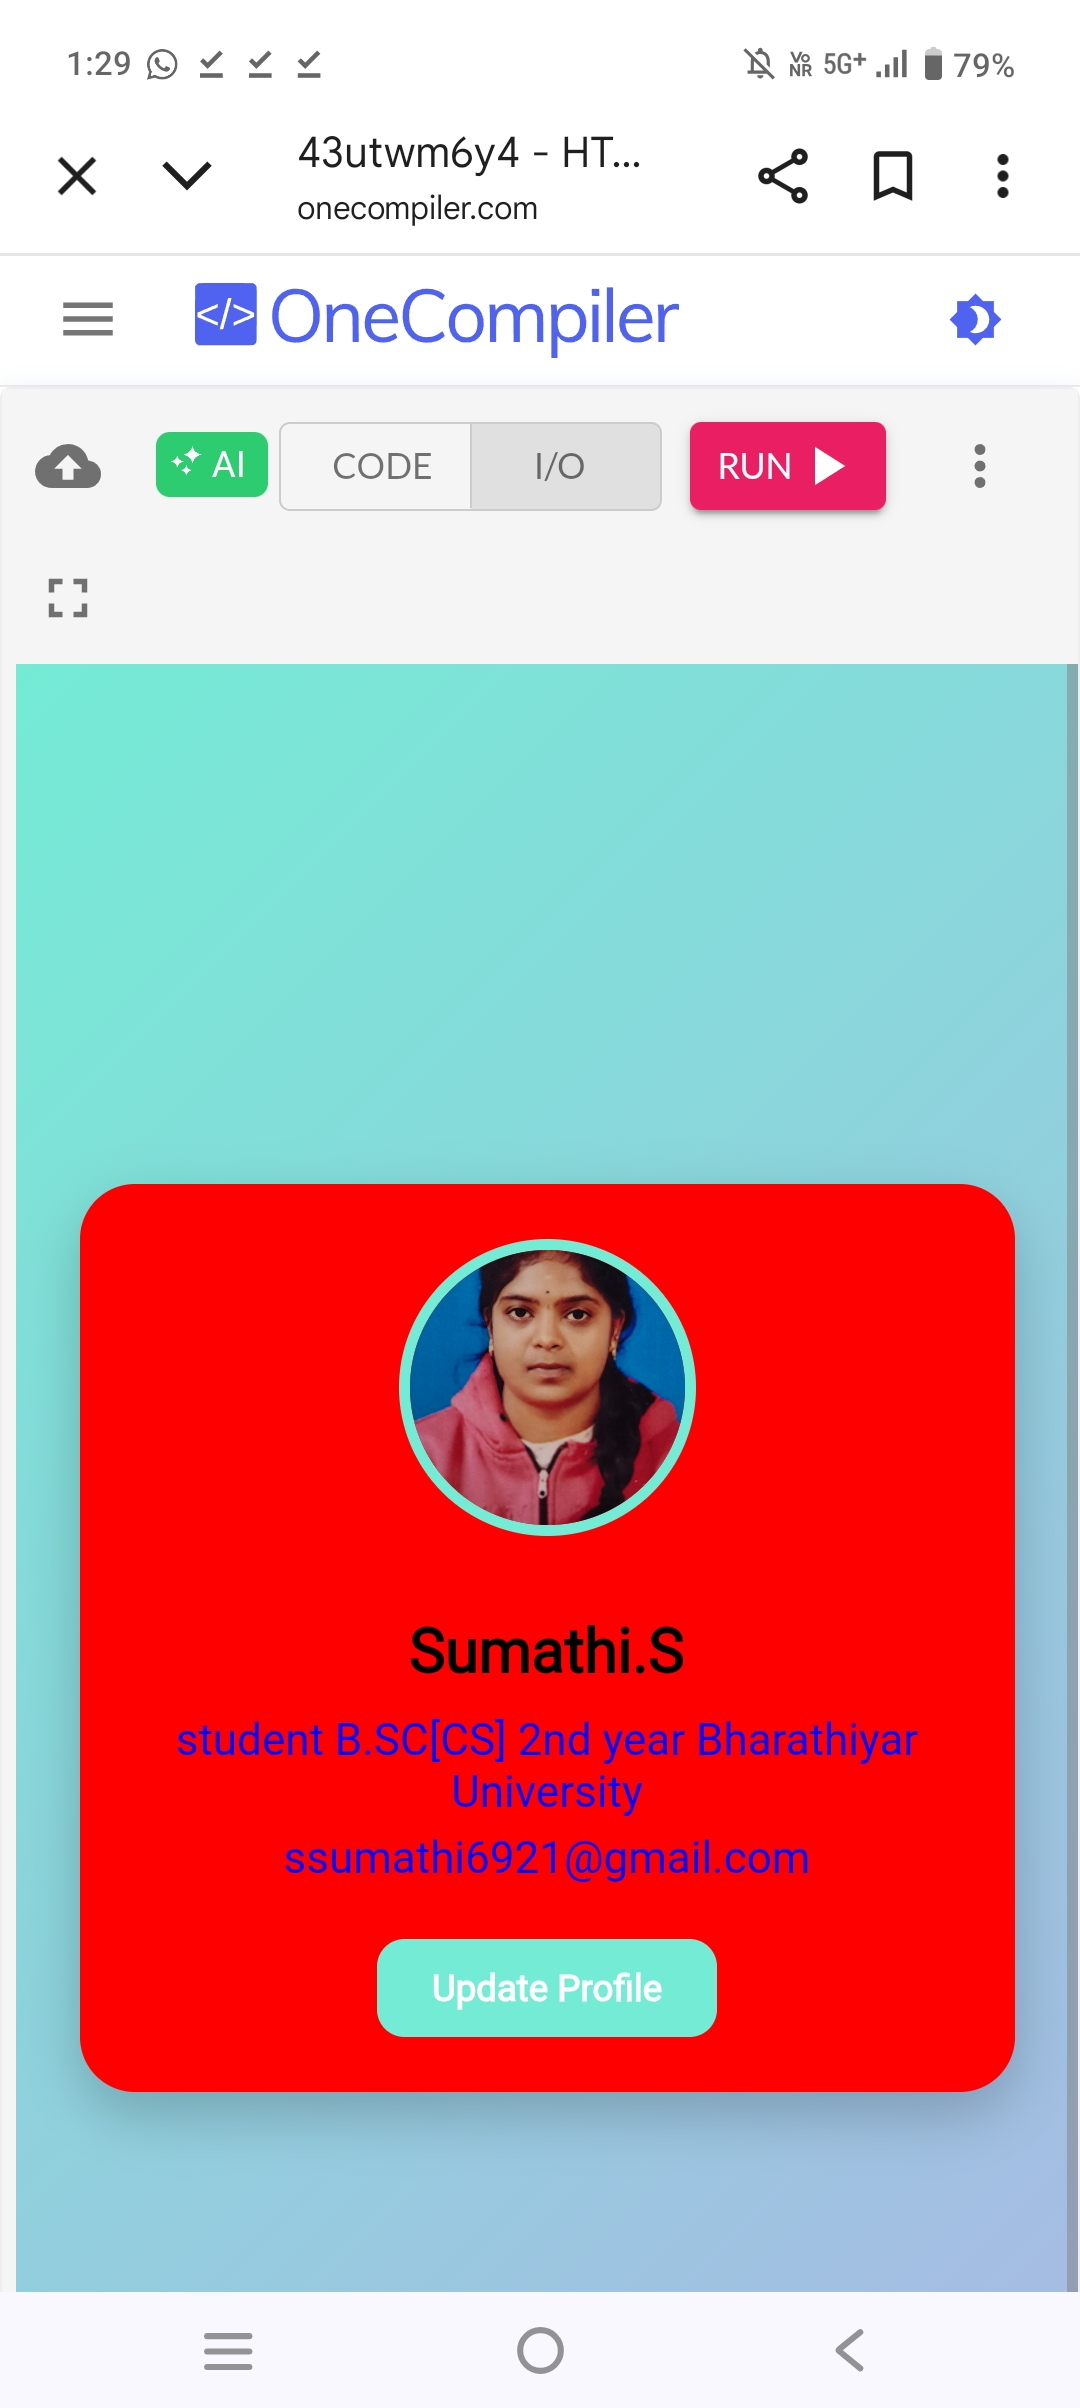 1:29
Vo NR 5G+ 79%
43utwm6y4 - HT...
onecompiler.com
</> OneCompiler
AI CODE I/O RUN
Sumathi.S
student B.SC[CS] 2nd year Bharathiyar
University
ssumathi6921@gmail.com
Update Profile